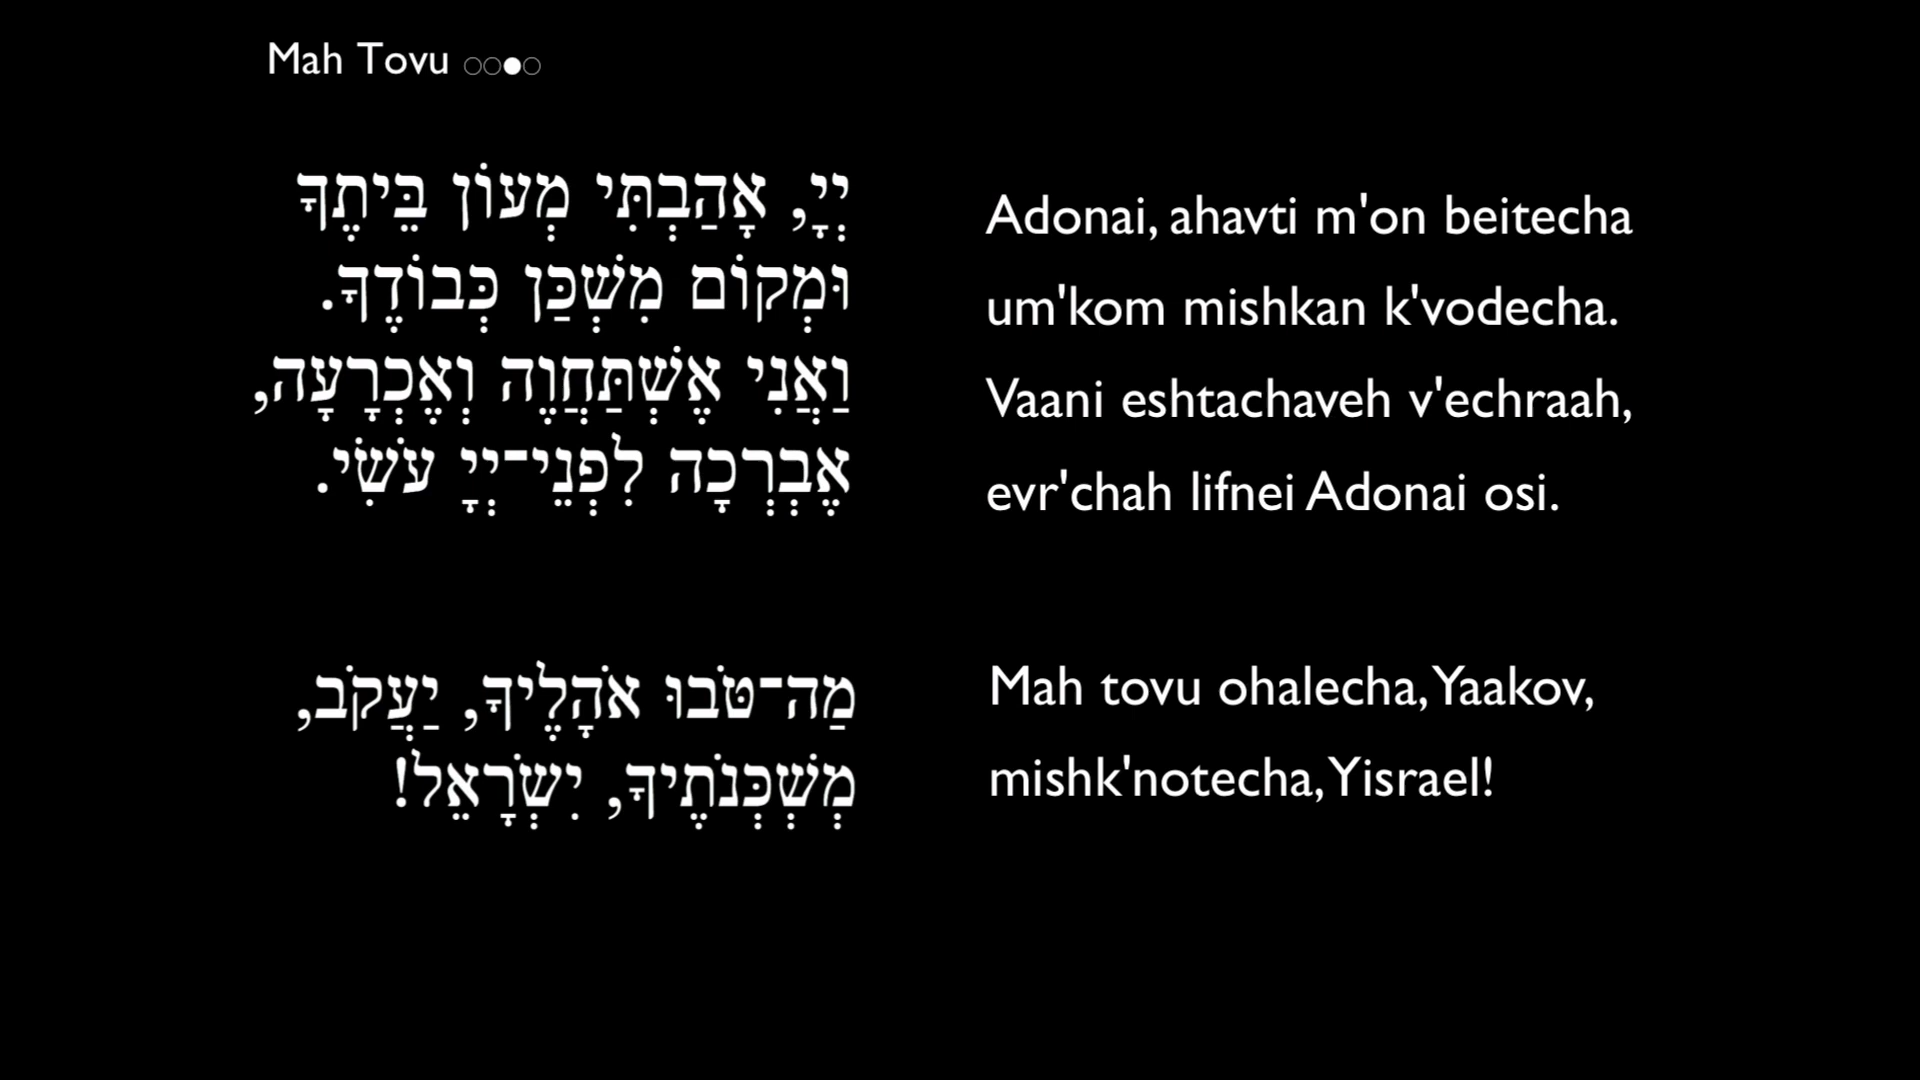 Mah Tovu
יְיָ, אָהַבְתִּי מְעוֹן בֵּיתֶךָ
וּמְקוֹם מִשְׁכַּן כְּבוֹדֶךָ.
וַאֲנִי אֶשְׁתַּחֲוֶה וְאֶכְרָעָה,
אֶבְרְכָה לִפְנֵי־יְיָ עֹשִׂי.
מַה־טֹּבוּ אֹהָלֶיךָ, יַעֲקֹב,
מְשְׁכְּנֹתֶיךָ, יִשְׂרָאֵל!
Adonai, ahavti m'on beitecha
um'kom mishkan k'vodecha.
Vaani eshtachaveh v'echraah,
evr'chah lifnei Adonai osi.
Mah tovu ohalecha, Yaakov,
mishk'notecha, Yisrael!